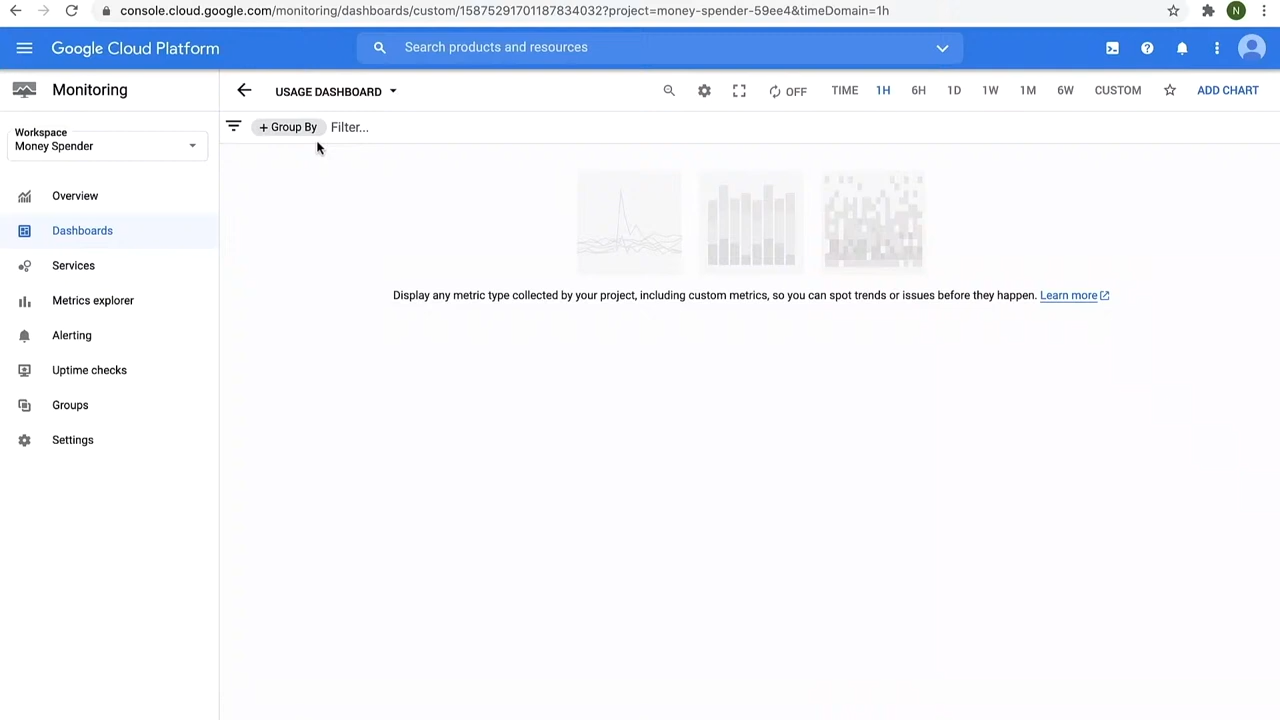 console.cloud.google.com/monitoring/dashboards/custom/15875291701187834032?project=money-spender-59ee4&timeDomain=1h
N
Google Cloud Platform
Search products and resources
Monitoring
USAGE DASHBOARD
OFF
TIME
1H
6H
1D
1W
1M
6W
CUSTOM
ADD CHART
Workspace
Money Spender
+ Group By
Filter...
Overview
Dashboards
Services
Metrics explorer
Alerting
Uptime checks
Groups
Settings
Display any metric type collected by your project, including custom metrics, so you can spot trends or issues before they happen. Learn more